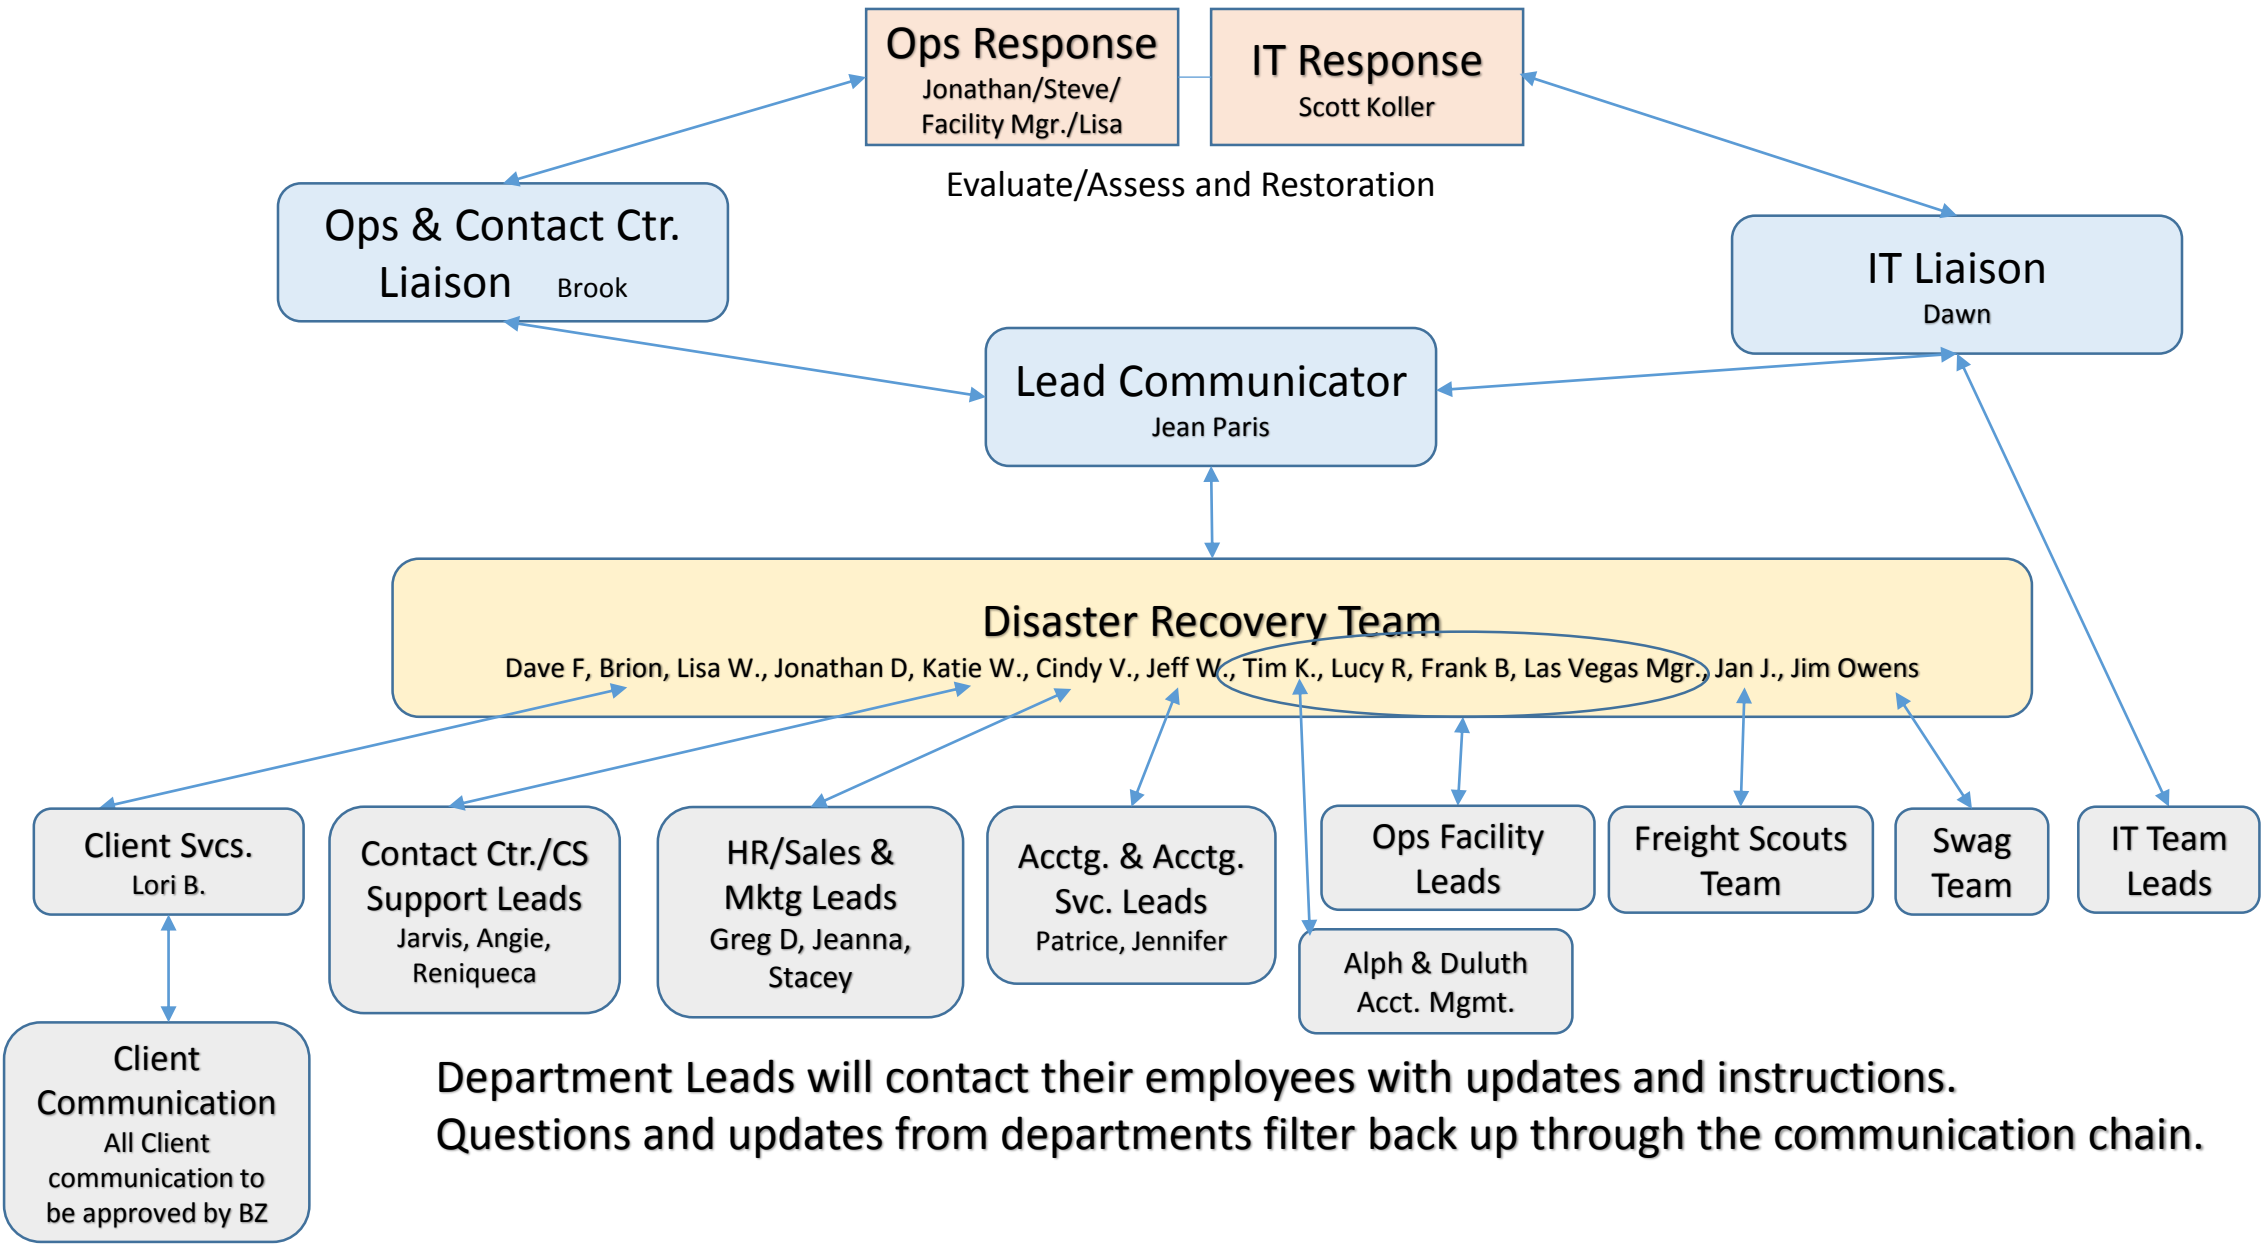 Ops Response
Jonathan/Steve/
Facility Mgr./Lisa
IT Response
Scott Koller
Evaluate/Assess and Restoration
Ops & Contact Ctr.
Liaison Brook
IT Liaison
Dawn
Lead Communicator
Jean Paris
Disaster Recovery Team
Dave F, Brion, Lisa W., Jonathan D, Katie W., Cindy V., Jeff W., Tim K., Lucy R, Frank B, Las Vegas Mgr., Jan J., Jim Owens
Client Svcs.
Lori B.
Contact Ctr./CS
Support Leads
Jarvis, Angie,
Reniqueca
HR/Sales &
Mktg Leads
Greg D, Jeanna,
Stacey
Acctg. & Acctg.
Svc. Leads
Patrice, Jennifer
Ops Facility
Leads
Freight Scouts
Team
Swag
Team
IT Team
Leads
Alph & Duluth
Acct. Mgmt.
Client
Communication
All Client
communication to
be approved by BZ
Department Leads will contact their employees with updates and instructions.
Questions and updates from departments filter back up through the communication chain.